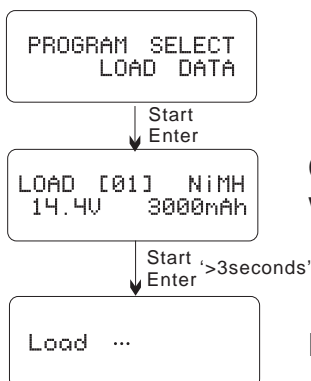 PROGRAM SELECT
LOAD DATA
Start
Enter
LOAD [01] NiMH
14.4V 3000mAh
Start
Enter '>3seconds'
Load ...